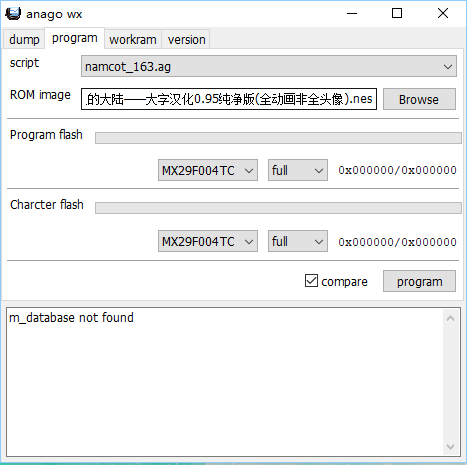 anago wx
dump program workram version
script namcot_163.ag
ROM image 的大陆——大字汉化0.95纯净版(全动画非全头像).nes Browse
Program flash
MX29F004TC full 0x000000/0x000000
Charcter flash
MX29F004TC full 0x000000/0x000000
compare program
m_database not found